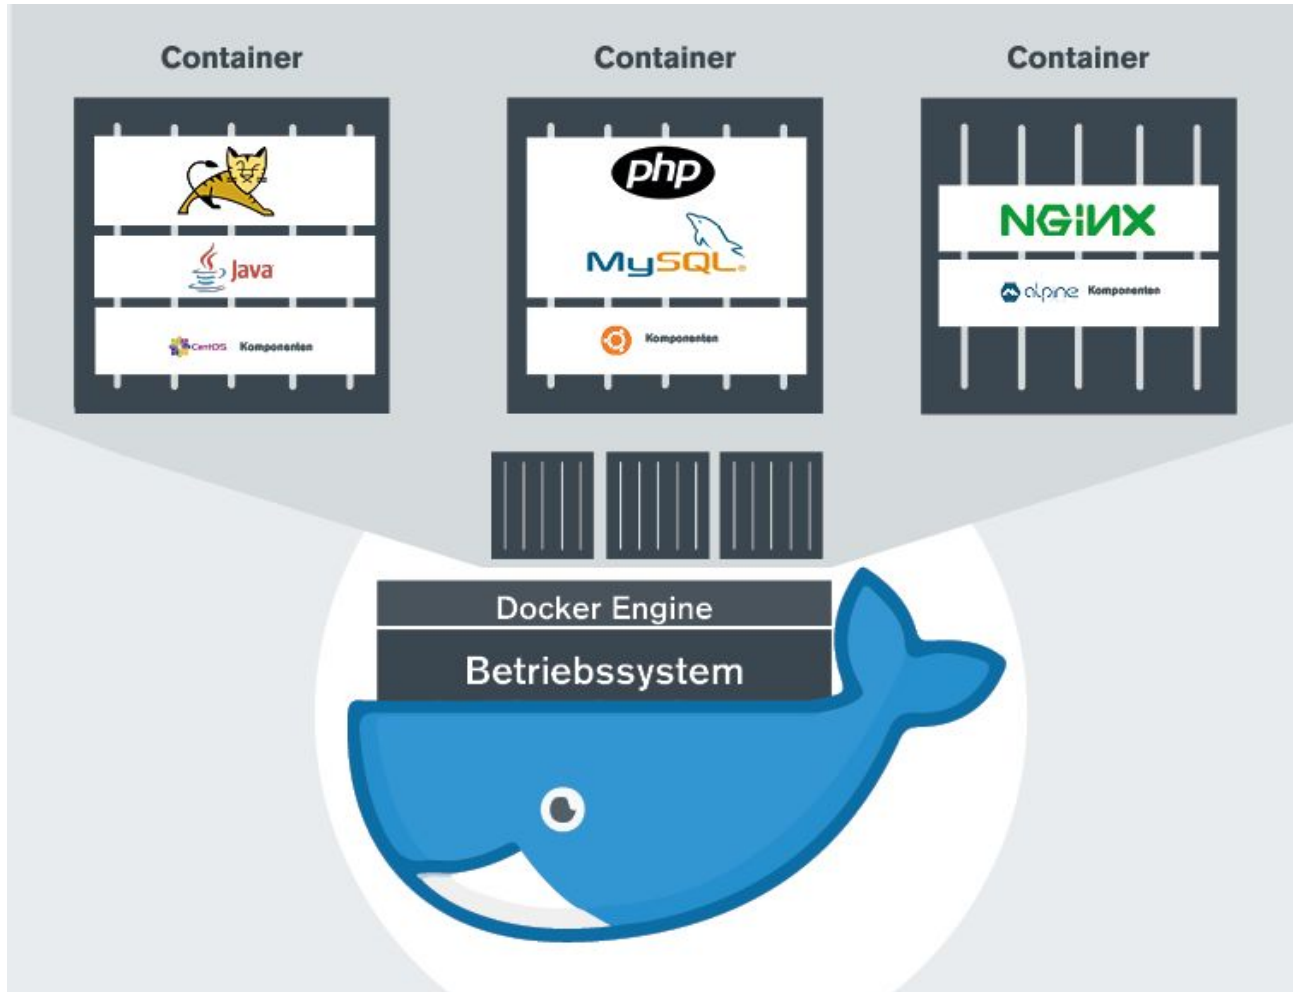 Container
Container
Container
php
MySQL
NGiNX
Java
alpine Komponenten
CentOS Komponenten
Komponenten
Docker Engine
Betriebssystem